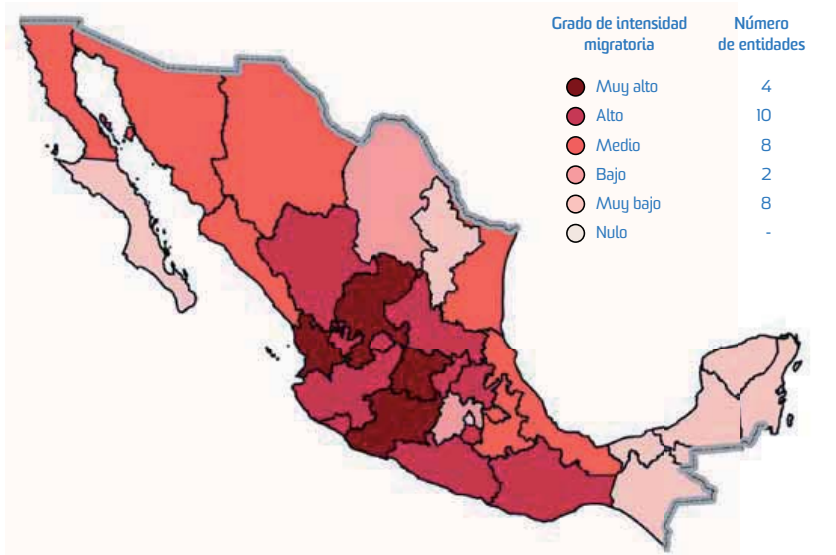 Grado de intensidad migratoria
Número de entidades
Muy alto 4
Alto 10
Medio 8
Bajo 2
Muy bajo 8
Nulo -